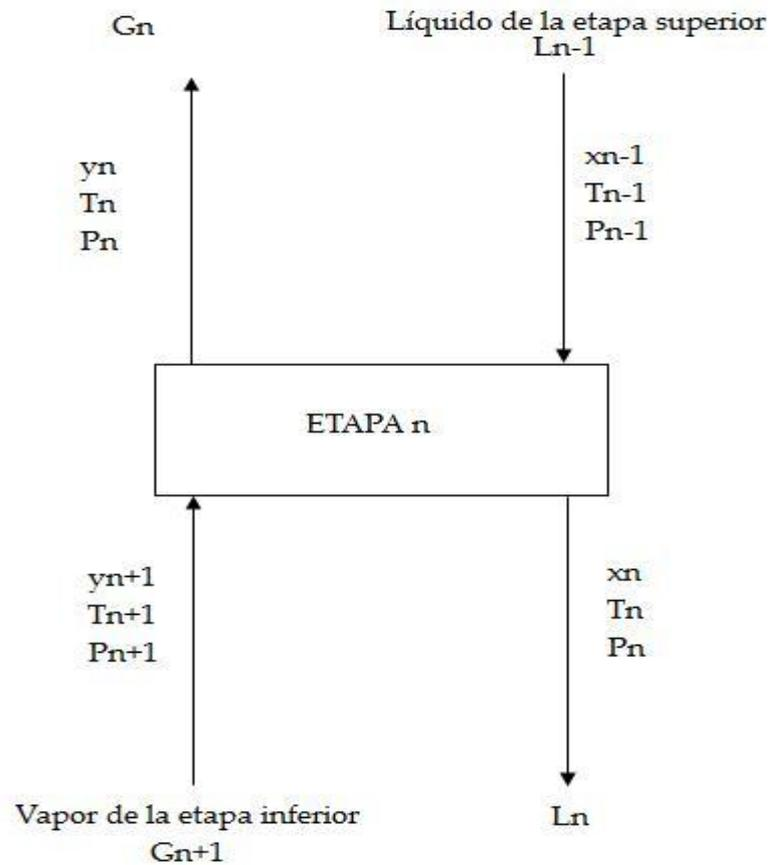 Gn
Líquido de la etapa superior
Ln-1
yn
Tn
Pn
xn-1
Tn-1
Pn-1
ETAPA n
yn+1
Tn+1
Pn+1
xn
Tn
Pn
Vapor de la etapa inferior
Gn+1
Ln